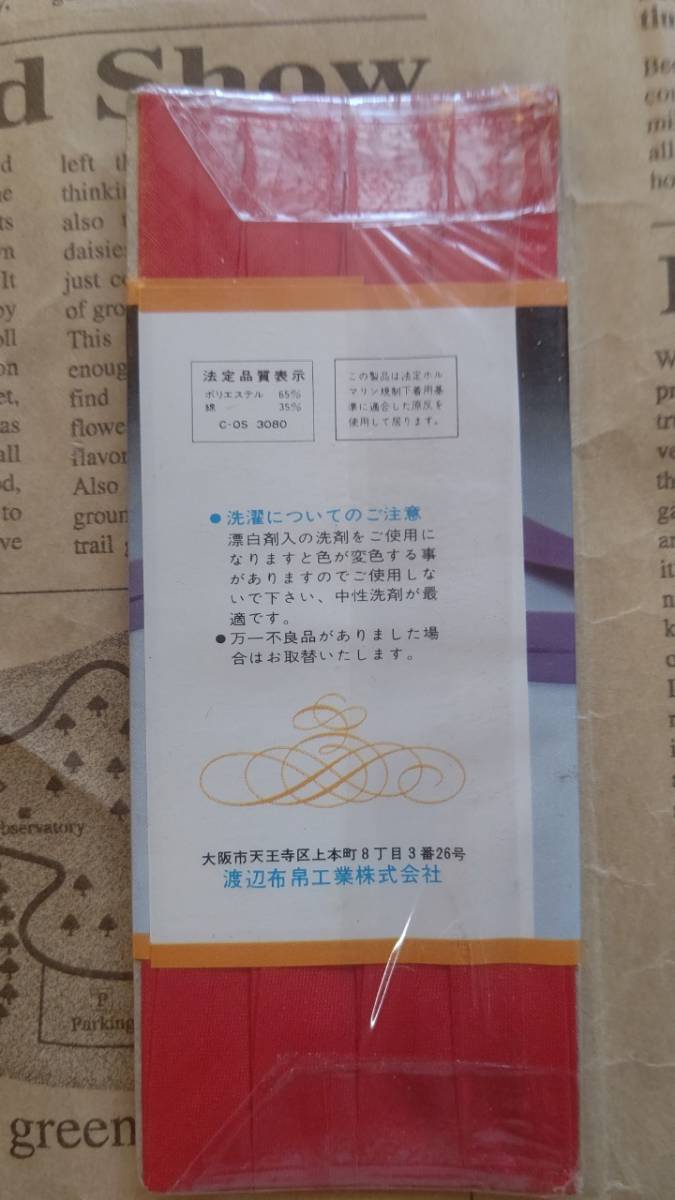 d Show
left
thinki
also
daisie
It
just c
of gro
This
enoug
find
flowe
flavor
Also
groun
trail
法定品質表示
ポリエステル 65%
綿 35%
C-OS 3080
この製品は法定ホル
マリン規制下着用基
準に適合した原反を
使用して居ります。
●洗濯についてのご注意
漂白剤入の洗剤をご使用に
なりますと色が変色する事
がありますのでご使用しな
いで下さい、中性洗剤が最
適です。
●万一不良品がありました場
合はお取替いたします。
大阪市天王寺区上本町8丁目3番26号
渡辺布帛工業株式会社
bservatory
P
Parking
green